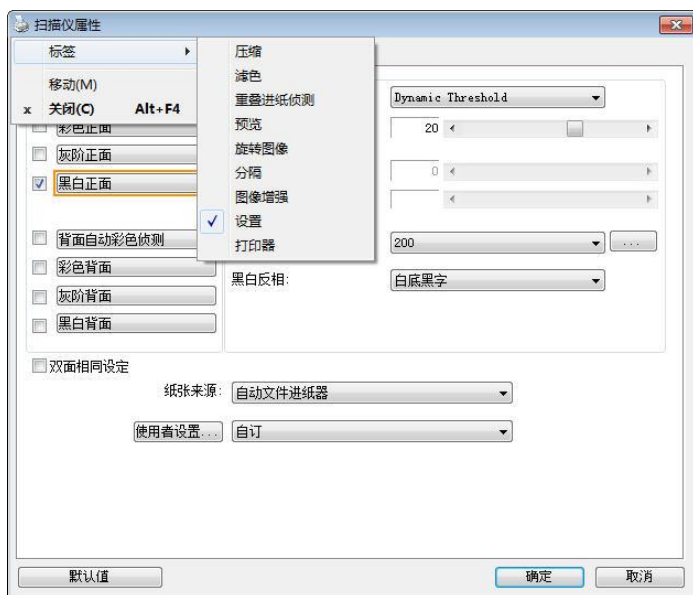 扫描仪属性
标签
移动(M)
x 关闭(C) Alt+F4
压缩
滤色
重叠进纸侦测
预览
旋转图像
分隔
图像增强
设置
打印器
Dynamic Threshold
彩色正面
20
灰阶正面
0
黑白正面
背面自动彩色侦测
200
...
彩色背面
黑白反相:
白底黑字
灰阶背面
黑白背面
双面相同设定
纸张来源:
自动文件进纸器
使用者设置...
自订
默认值
确定
取消